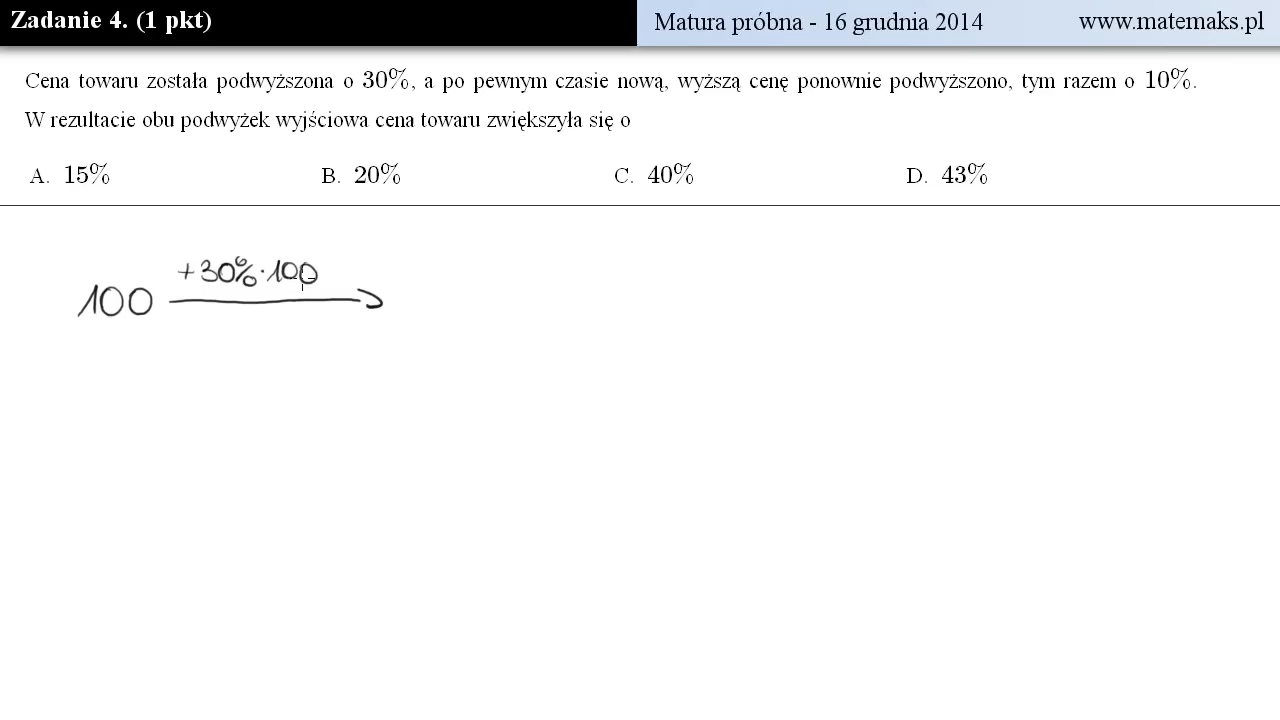 Zadanie 4. (1 pkt)
Matura próbna - 16 grudnia 2014
www.matemaks.pl
Cena towaru została podwyższona o 30%, a po pewnym czasie nową, wyższą cenę ponownie podwyższono, tym razem o 10%.
W rezultacie obu podwyżek wyjściowa cena towaru zwiększyła się o
A. 15% B. 20% C. 40% D. 43%
+30%·100
100